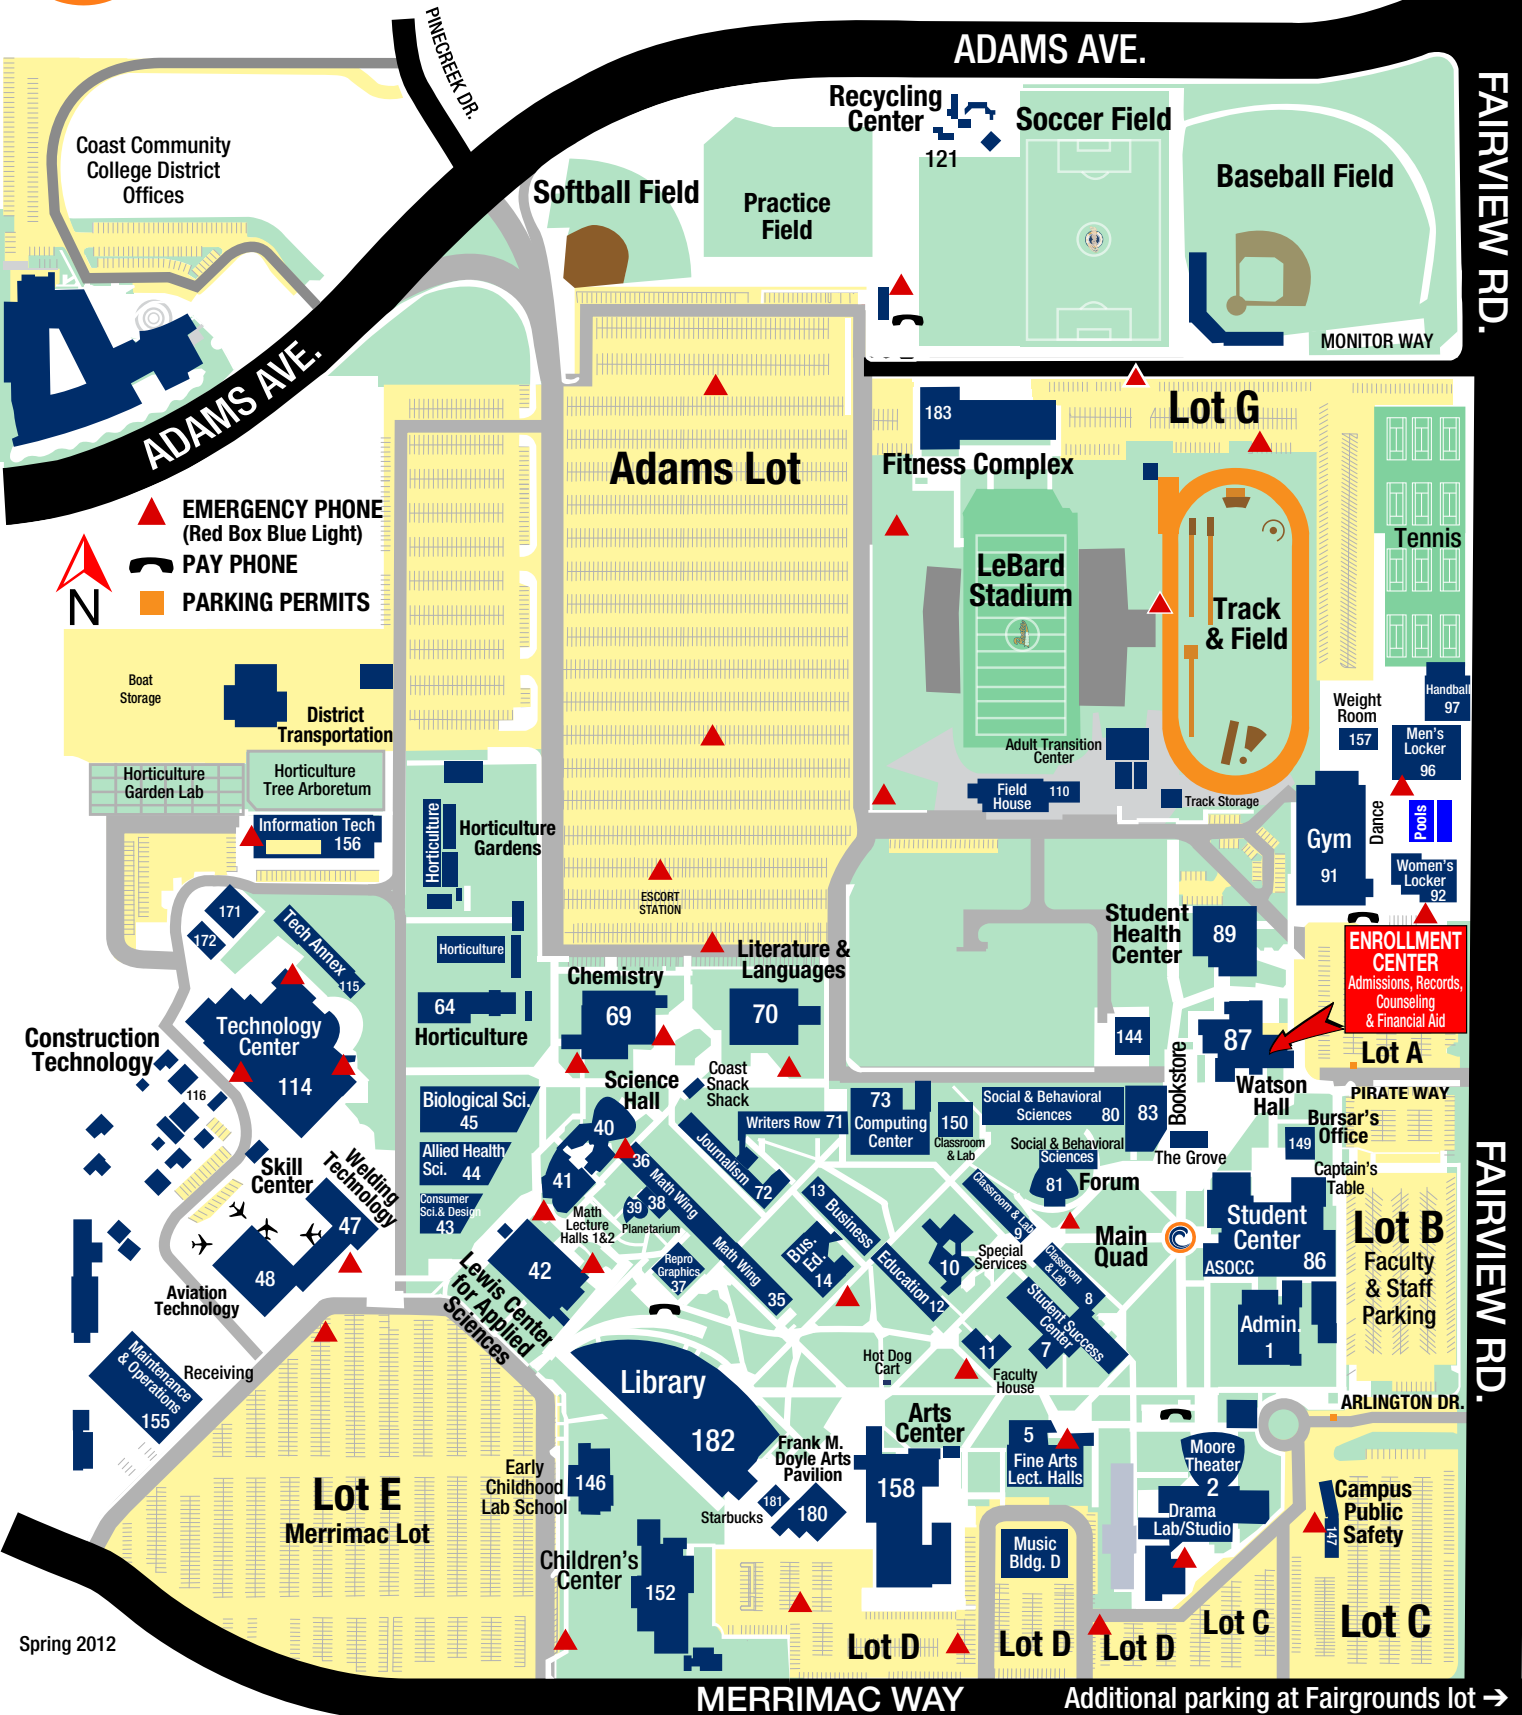 ADAMS AVE.
PINECREEK DR.
FAIRVIEW RD.
Coast Community
College District
Offices
Recycling
Center
121
Soccer Field
Baseball Field
Softball Field
Practice
Field
MONITOR WAY
ADAMS AVE.
183
Lot G
Fitness Complex
Adams Lot
EMERGENCY PHONE
(Red Box Blue Light)
PAY PHONE
PARKING PERMITS
N
Tennis
LeBard
Stadium
Track
& Field
Boat
Storage
District
Transportation
Handball
97
Weight
Room
157
Men's
Locker
96
Adult Transition
Center
Field
House
110
Track Storage
Horticulture
Garden Lab
Horticulture
Tree Arboretum
Information Tech
156
Horticulture
Horticulture
Gardens
Gym
91
Dance
Pools
Women's
Locker
92
ESCORT
STATION
171
172
Tech Annex
115
Horticulture
64
Horticulture
Chemistry
69
Literature &
Languages
70
Student
Health
Center
89
ENROLLMENT
CENTER
Admissions, Records,
Counseling
& Financial Aid
Construction
Technology
Technology
Center
114
116
144
Bookstore
87
Watson
Hall
Lot A
PIRATE WAY
Bursar's
Office
149
Science
Hall
Coast
Snack
Shack
Biological Sci.
45
40
Writers Row 71
73
Computing
Center
150
Classroom
& Lab
Social & Behavioral
Sciences 80
83
Social & Behavioral
Sciences
The Grove
Allied Health
Sci. 44
36
Math Wing
Journalism
72
81
Forum
Captain's
Table
Skill
Center
Welding
Technology
47
Consumer
Sci.& Design
43
41
39
38
Planetarium
Math
Lecture
Halls 1&2
13
Business
Classroom & Lab
9
Main
Quad
Student
Center
86
ASOCC
Lot B
Faculty
& Staff
Parking
FAIRVIEW RD.
48
Aviation
Technology
Lewis Center
for Applied
Sciences
42
Repro
Graphics
37
Math Wing
35
Bus.
Ed.
14
Education
12
10
Special
Services
Classroom
& Lab
8
Student Success
Center
7
Admin.
1
11
Faculty
House
Hot Dog
Cart
Maintenance
& Operations
155
Receiving
Library
182
ARLINGTON DR.
Arts
Center
158
Frank M.
Doyle Arts
Pavilion
181
180
Starbucks
5
Fine Arts
Lect. Halls
Moore
Theater
2
Drama
Lab/Studio
Campus
Public
Safety
147
Early
Childhood
Lab School
146
Lot E
Merrimac Lot
Children's
Center
152
Music
Bldg. D
Lot D
Lot D
Lot D
Lot C
Lot C
Spring 2012
MERRIMAC WAY
Additional parking at Fairgrounds lot ➔